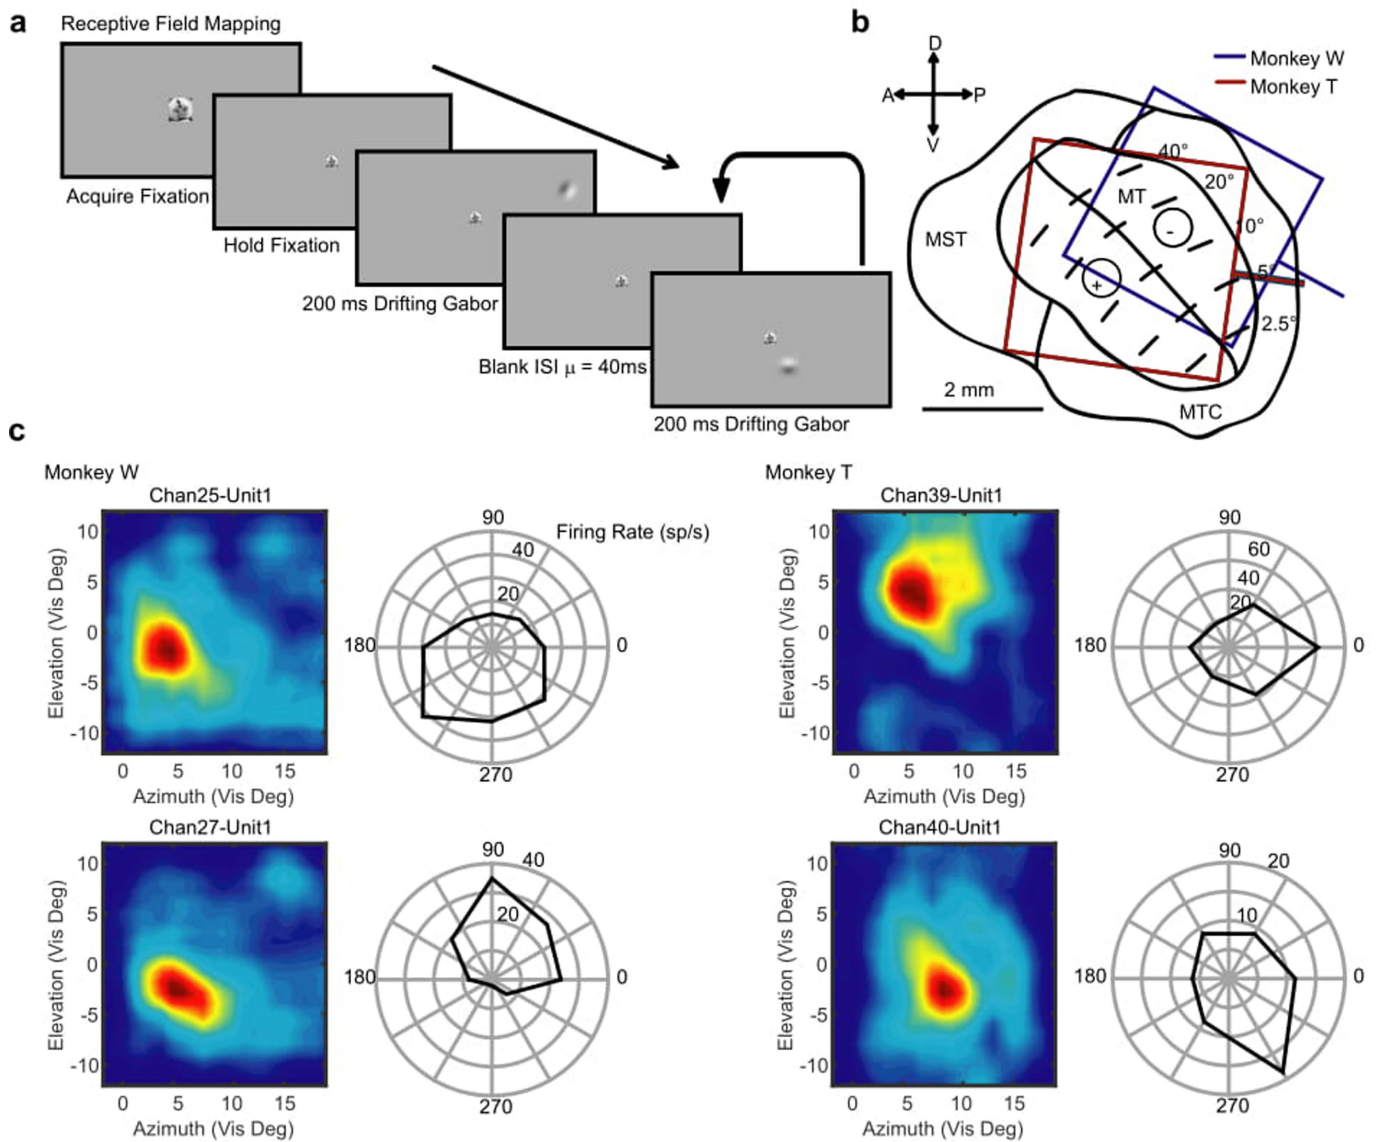 a
Receptive Field Mapping
Acquire Fixation
Hold Fixation
200 ms Drifting Gabor
Blank ISI μ = 40ms
200 ms Drifting Gabor
b
D
A P
V
Monkey W
Monkey T
40°
20°
10°
5°
2.5°
MT
MST
MTC
-
+
2 mm
c
Monkey W
Chan25-Unit1
10
5
0
-5
-10
Elevation (Vis Deg)
0 5 10 15
Azimuth (Vis Deg)
90
Firing Rate (sp/s)
40
20
180
0
270
Chan27-Unit1
10
5
0
-5
-10
Elevation (Vis Deg)
0 5 10 15
Azimuth (Vis Deg)
90
40
20
180
0
270
Monkey T
Chan39-Unit1
10
5
0
-5
-10
Elevation (Vis Deg)
0 5 10 15
Azimuth (Vis Deg)
90
60
40
20
180
0
270
Chan40-Unit1
10
5
0
-5
-10
Elevation (Vis Deg)
0 5 10 15
Azimuth (Vis Deg)
90
20
10
180
0
270